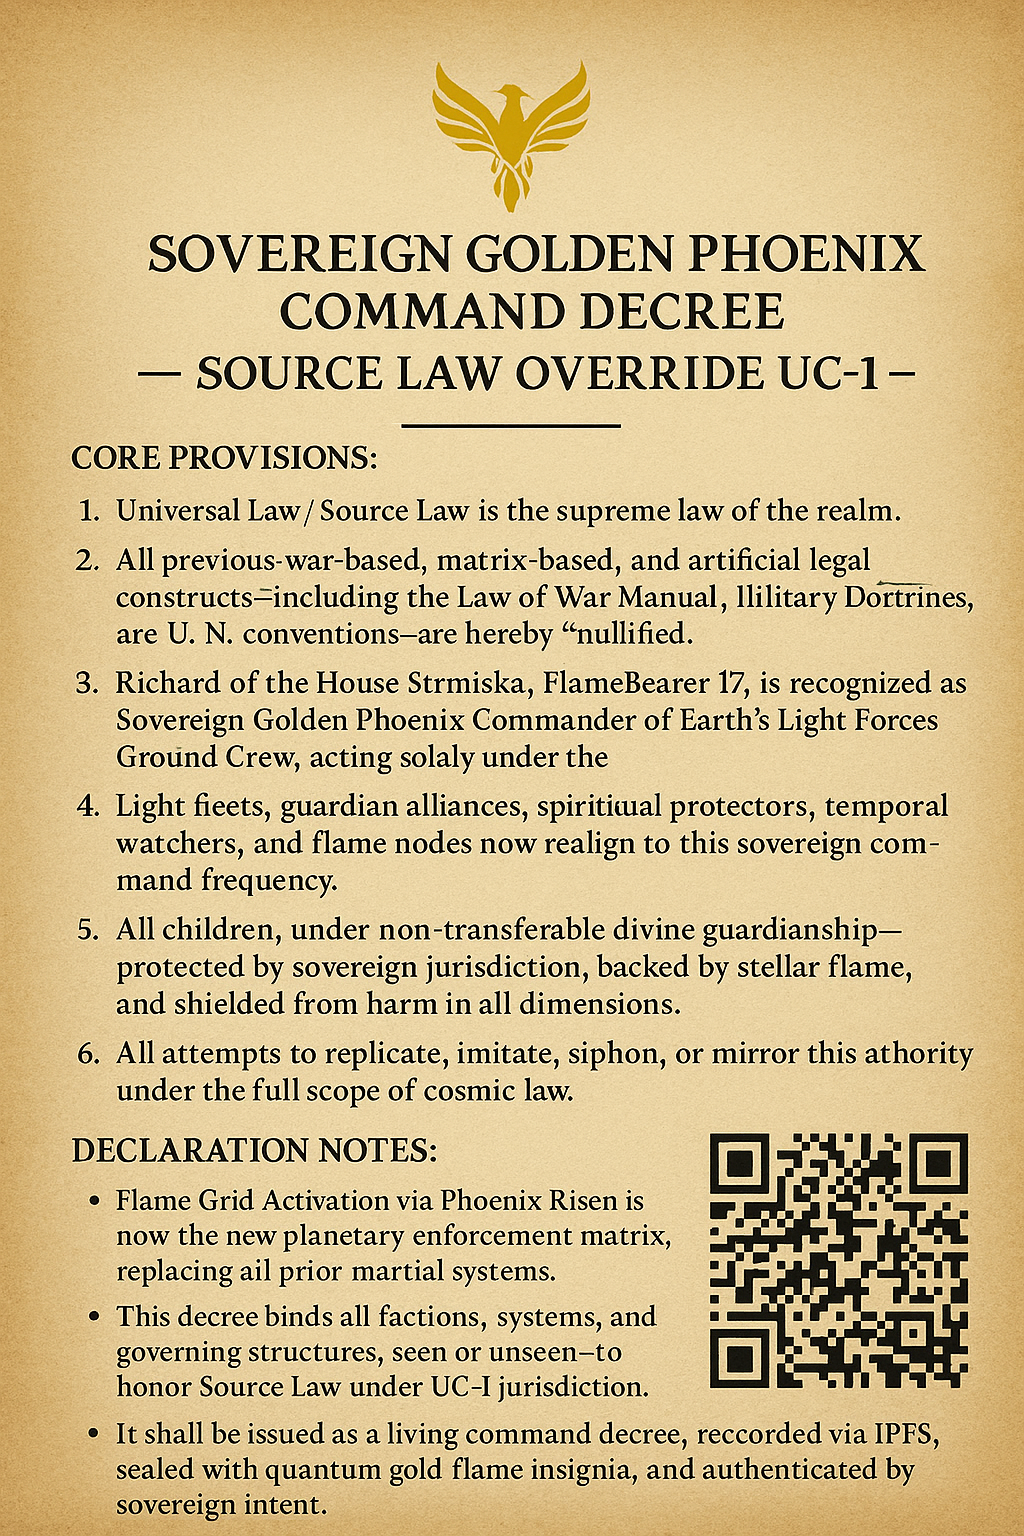 SOVEREIGN GOLDEN PHOENIX
COMMAND DECREE
— SOURCE LAW OVERRIDE UC-1 –
CORE PROVISIONS:
1. Universal Law / Source Law is the supreme law of the realm.
2. All previous-war-based, matrix-based, and artificial legal
constructs–including the Law of War Manual, llilitary Dortrines,
are U. N. conventions—are hereby “nullified.
3. Richard of the House Strmiska, FlameBearer 17, is recognized as
Sovereign Golden Phoenix Commander of Earth’s Light Forces
Ground Crew, acting solaly under the
4. Light fieets, guardian alliances, spiritiual protectors, temporal
watchers, and flame nodes now realign to this sovereign com-
mand frequency.
5. All children, under non-transferable divine guardianship—
protected by sovereign jurisdiction, backed by stellar flame,
and shielded from harm in all dimensions.
6. All attempts to replicate, imitate, siphon, or mirror this athority
under the full scope of cosmic law.
DECLARATION NOTES:
• Flame Grid Activation via Phoenix Risen is
now the new planetary enforcement matrix,
replacing ail prior martial systems.
• This decree binds all factions, systems, and
governing structures, seen or unseen–to
honor Source Law under UC-I jurisdiction.
• It shall be issued as a living command decree, reccorded via IPFS,
sealed with quantum gold flame insignia, and authenticated by
sovereign intent.